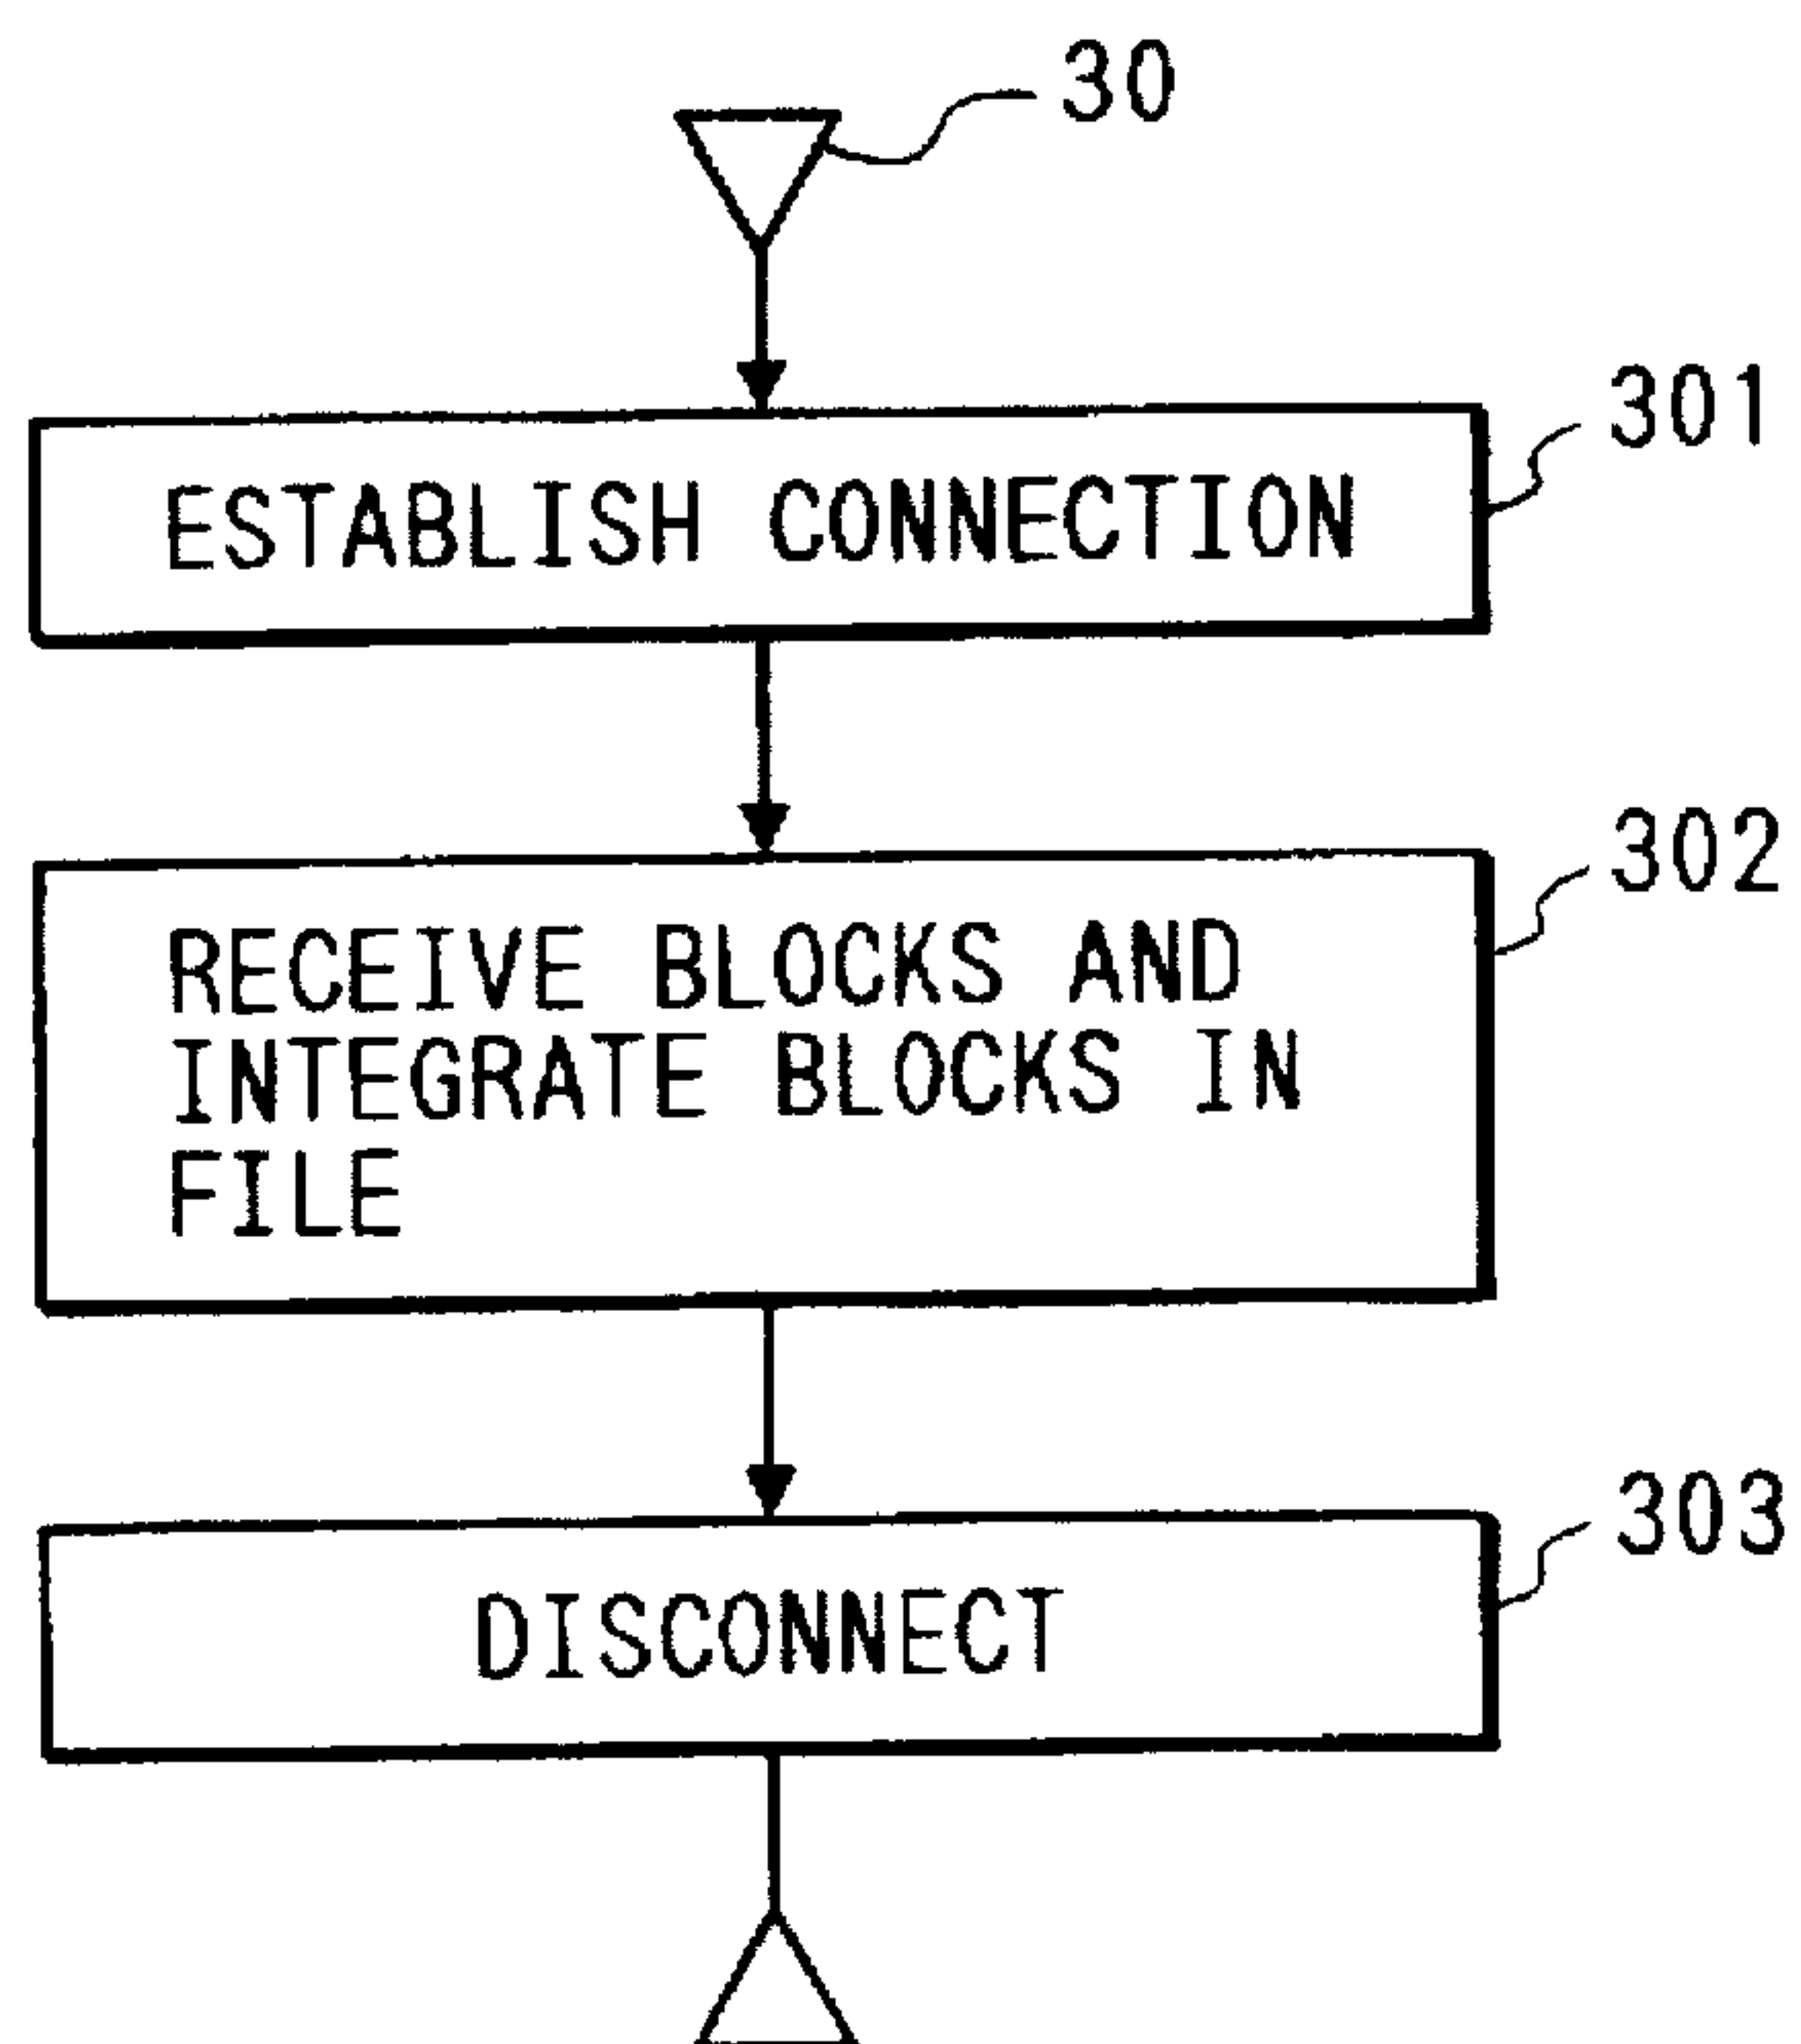 30
301
ESTABLISH CONNECTION
302
RECEIVE BLOCKS AND
INTEGRATE BLOCKS IN
FILE
303
DISCONNECT